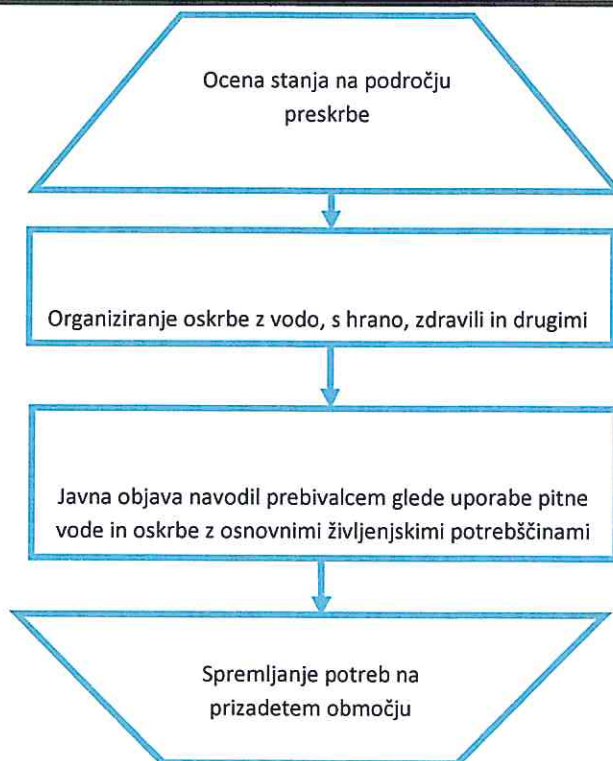 Ocena stanja na področju
preskrbe
Organiziranje oskrbe z vodo, s hrano, zdravili in drugimi
Javna objava navodil prebivalcem glede uporabe pitne
vode in oskrbe z osnovnimi življenjskimi potrebščinami
Spremljanje potreb na
prizadetem območju